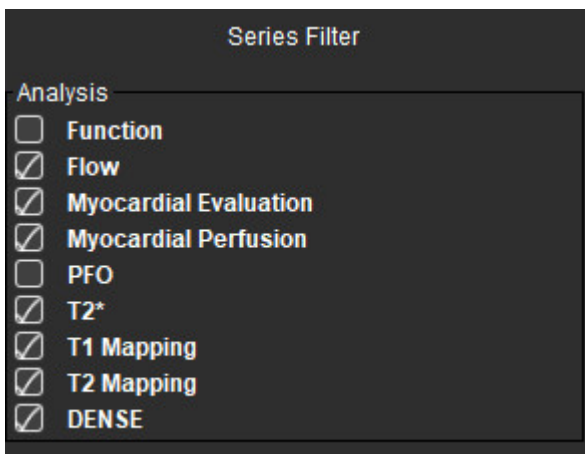 Series Filter
Analysis
Function
Flow
Myocardial Evaluation
Myocardial Perfusion
PFO
T2*
T1 Mapping
T2 Mapping
DENSE